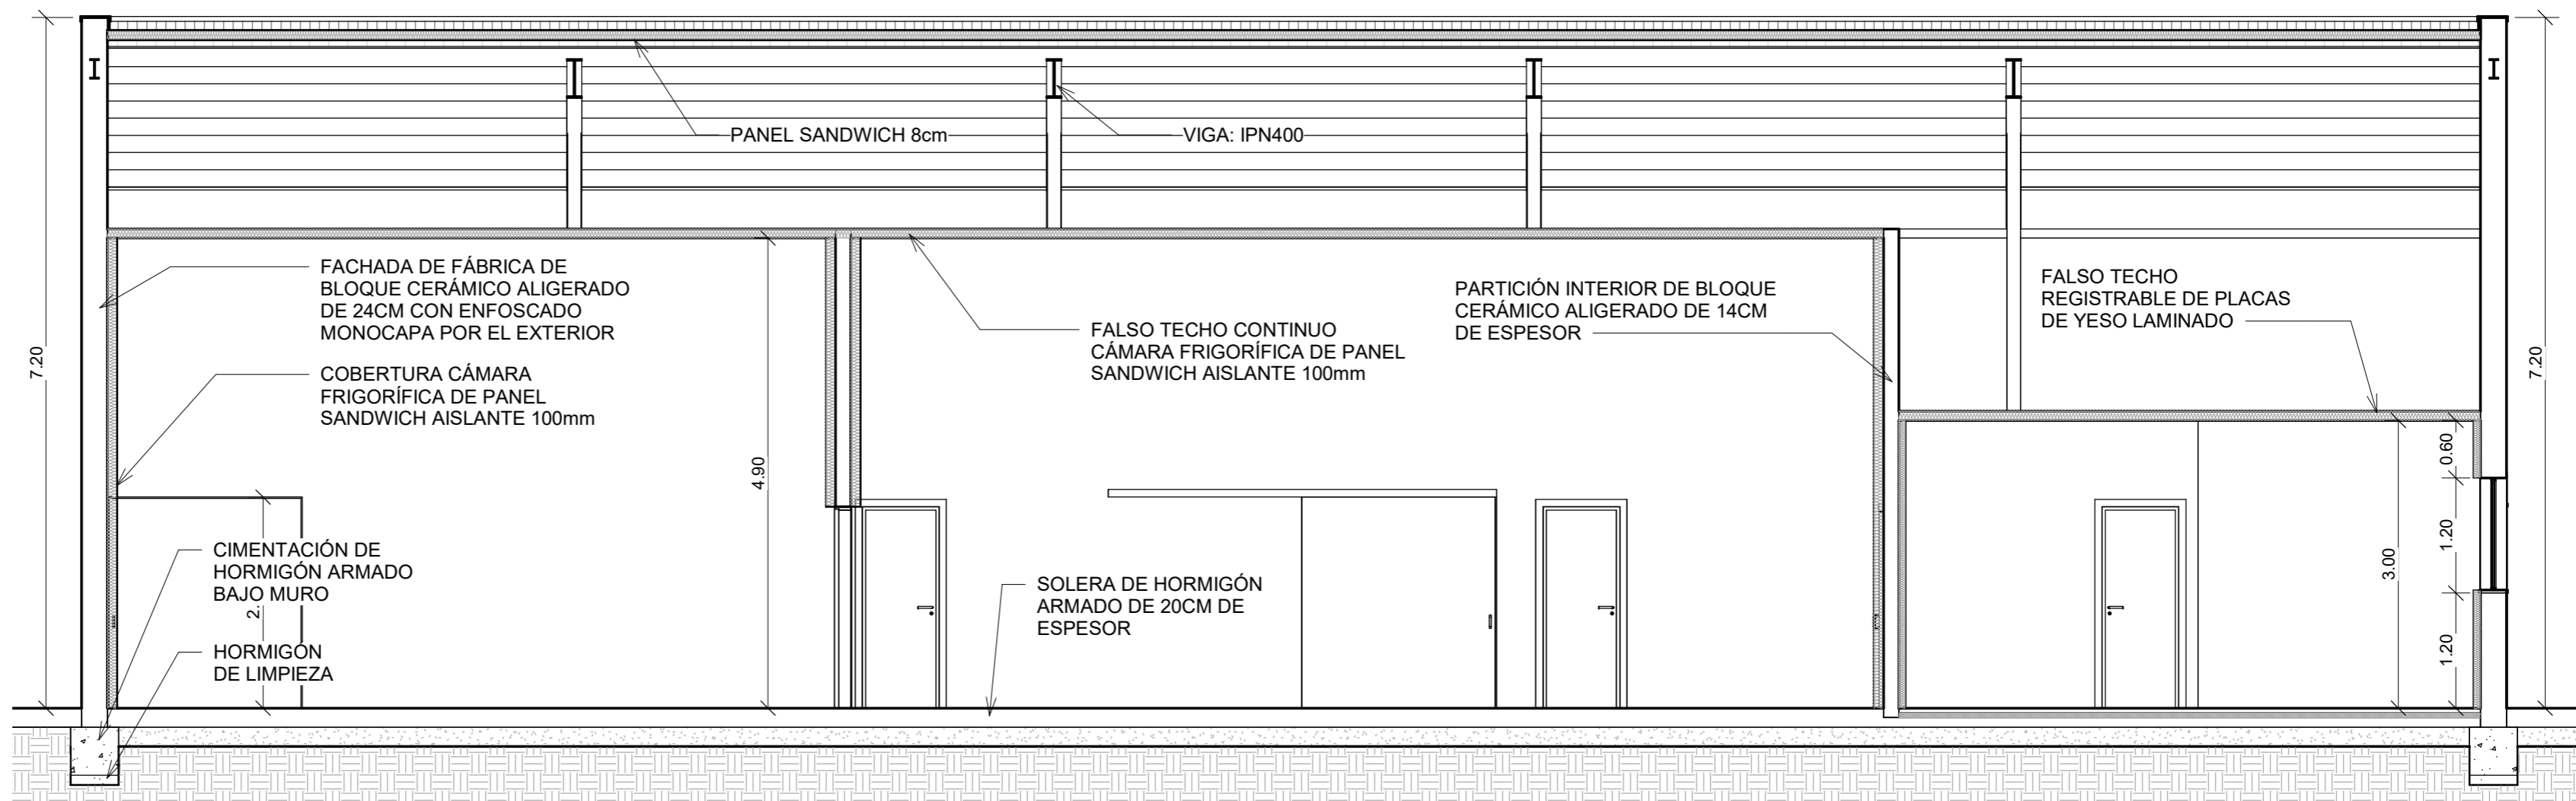 PANEL SANDWICH 8cm
VIGA: IPN400
FACHADA DE FÁBRICA DE
BLOQUE CERÁMICO ALIGERADO
DE 24CM CON ENFOSCADO
MONOCAPA POR EL EXTERIOR
COBERTURA CÁMARA
FRIGORÍFICA DE PANEL
SANDWICH AISLANTE 100mm
CIMENTACIÓN DE
HORMIGÓN ARMADO
BAJO MURO
HORMIGÓN
DE LIMPIEZA
FALSO TECHO CONTINUO
CÁMARA FRIGORÍFICA DE PANEL
SANDWICH AISLANTE 100mm
SOLERA DE HORMIGÓN
ARMADO DE 20CM DE
ESPESOR
PARTICIÓN INTERIOR DE BLOQUE
CERÁMICO ALIGERADO DE 14CM
DE ESPESOR
FALSO TECHO
REGISTRABLE DE PLACAS
DE YESO LAMINADO
7.20
2.
4.90
3.00
0.60
1.20
1.20
7.20